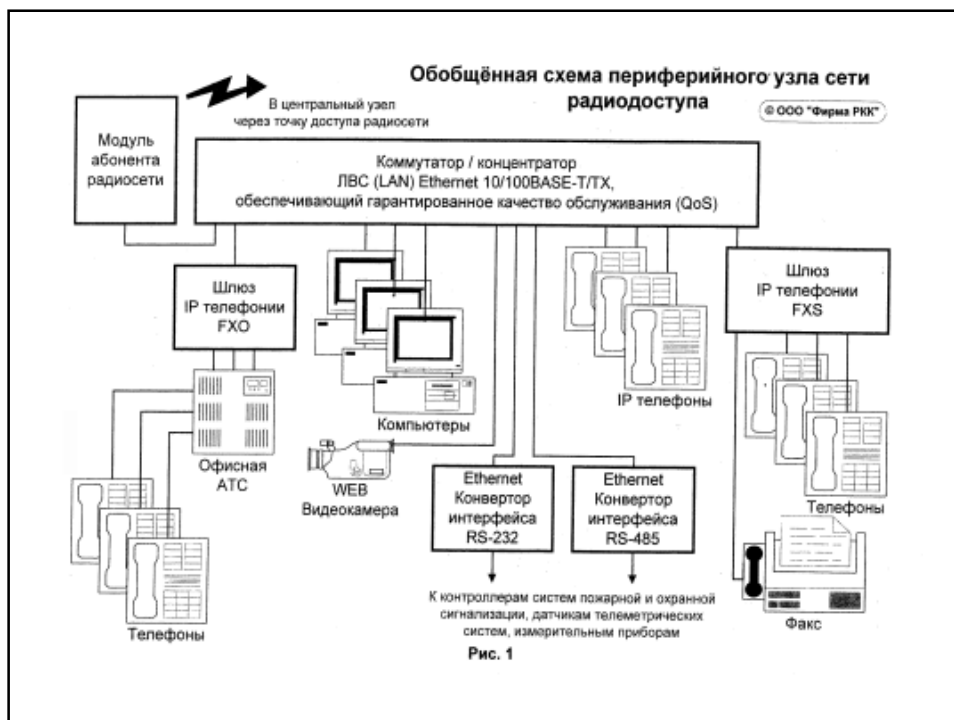 Обобщённая схема периферийного узла сети
радиодоступа
© ООО "Фирма РКК"
В центральный узел
через точку доступа радиосети
Модуль
абонента
радиосети
Коммутатор / концентратор
ЛВС (LAN) Ethernet 10/100BASE-T/TX,
обеспечивающий гарантированное качество обслуживания (QoS)
Шлюз
IP телефонии
FXO
Шлюз
IP телефонии
FXS
Компьютеры
IP телефоны
Офисная
АТС
WEB
Видеокамера
Ethernet
Конвертор
интерфейса
RS-232
Ethernet
Конвертор
интерфейса
RS-485
Телефоны
Факс
Телефоны
К контроллерам систем пожарной и охранной
сигнализации, датчикам телеметрических
систем, измерительным приборам
Рис. 1